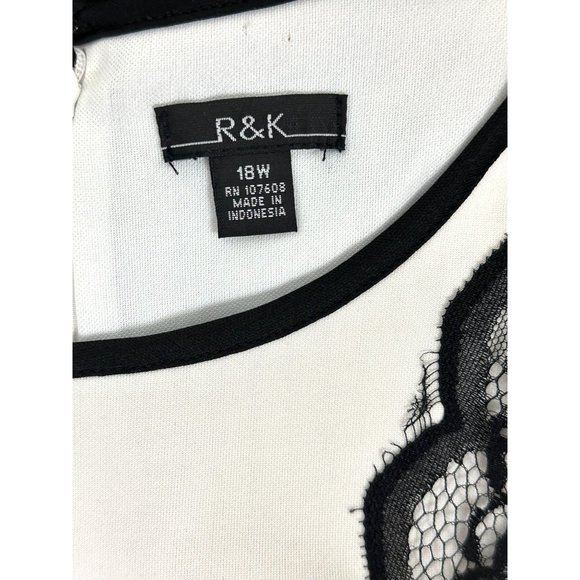 R&K
18W
RN 107608
MADE IN
INDONESIA